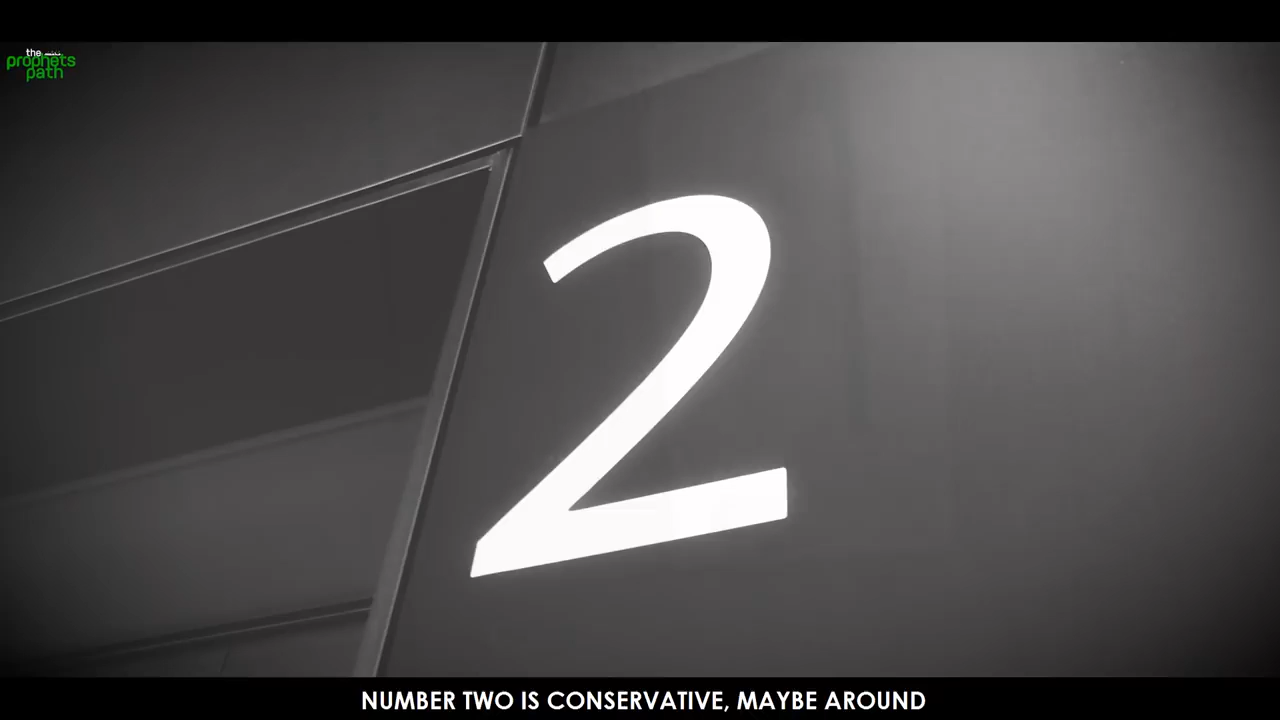 the
prophets
path
2
NUMBER TWO IS CONSERVATIVE, MAYBE AROUND